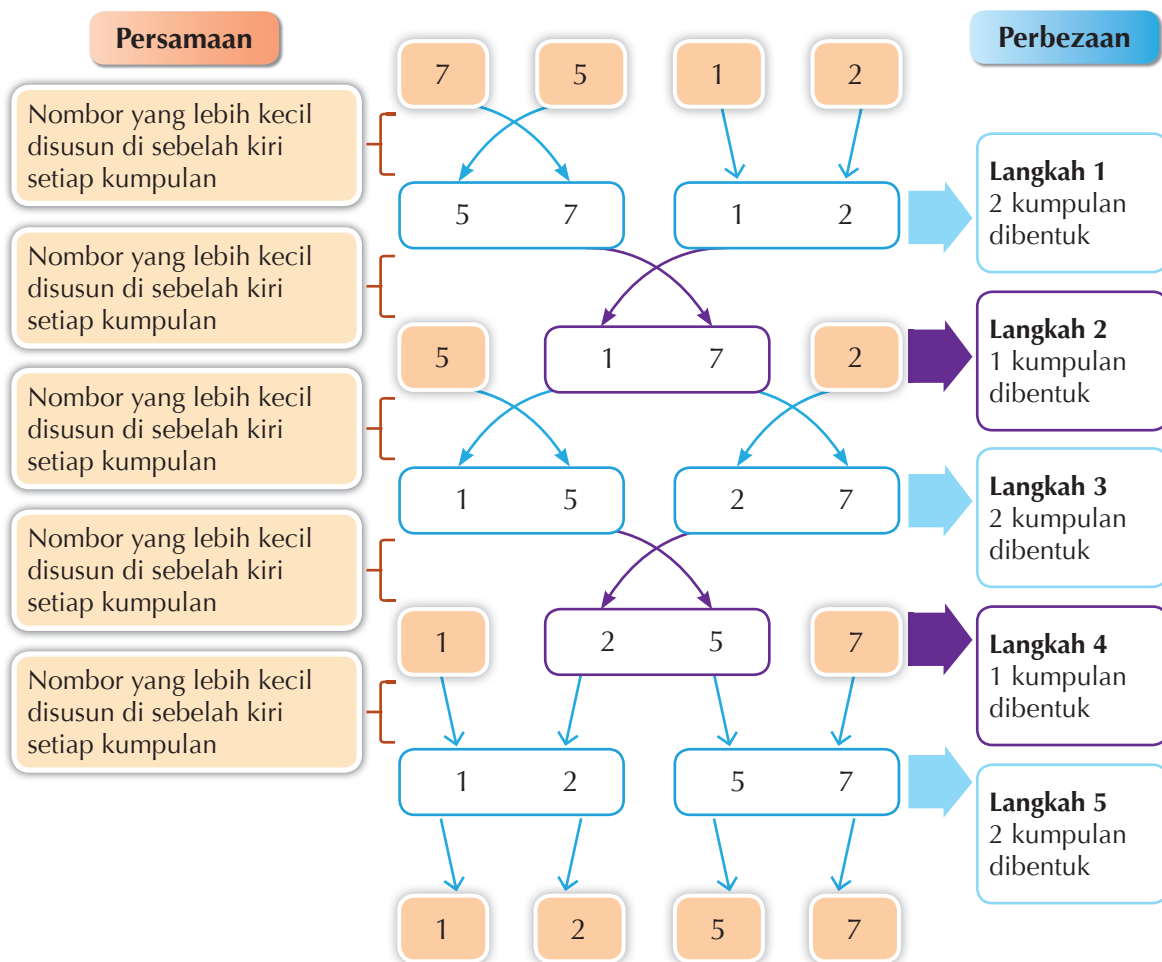 Persamaan
Perbezaan
7 5 1 2
Nombor yang lebih kecil
disusun di sebelah kiri
setiap kumpulan
5 7 1 2
Langkah 1
2 kumpulan
dibentuk
Nombor yang lebih kecil
disusun di sebelah kiri
setiap kumpulan
5 1 7 2
Langkah 2
1 kumpulan
dibentuk
Nombor yang lebih kecil
disusun di sebelah kiri
setiap kumpulan
1 5 2 7
Langkah 3
2 kumpulan
dibentuk
Nombor yang lebih kecil
disusun di sebelah kiri
setiap kumpulan
1 2 5 7
Langkah 4
1 kumpulan
dibentuk
Nombor yang lebih kecil
disusun di sebelah kiri
setiap kumpulan
1 2 5 7
Langkah 5
2 kumpulan
dibentuk
1 2 5 7